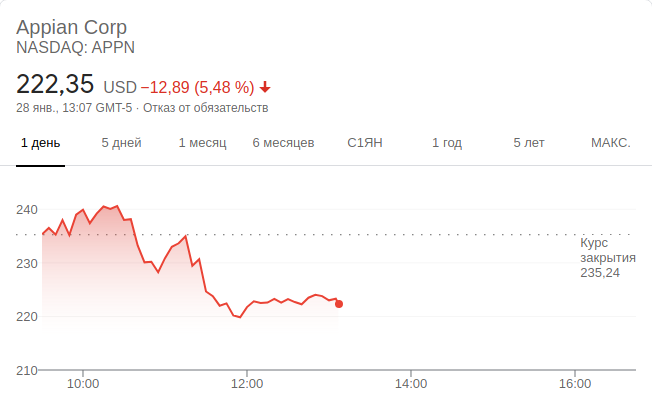 Appian Corp
NASDAQ: APPN
222,35 USD −12,89 (5,48 %)
28 янв., 13:07 GMT-5 · Отказ от обязательств
1 день 5 дней 1 месяц 6 месяцев С1ЯН 1 год 5 лет МАКС.
240
Курс
закрытия
235,24
230
220
210
10:00 12:00 14:00 16:00